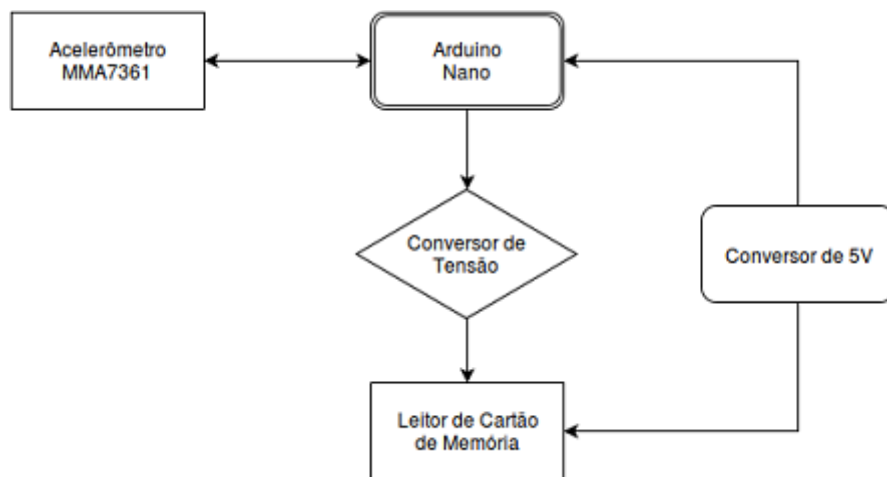 Acelerômetro
MMA7361
Arduino
Nano
Conversor de
Tensão
Conversor de 5V
Leitor de Cartão
de Memória